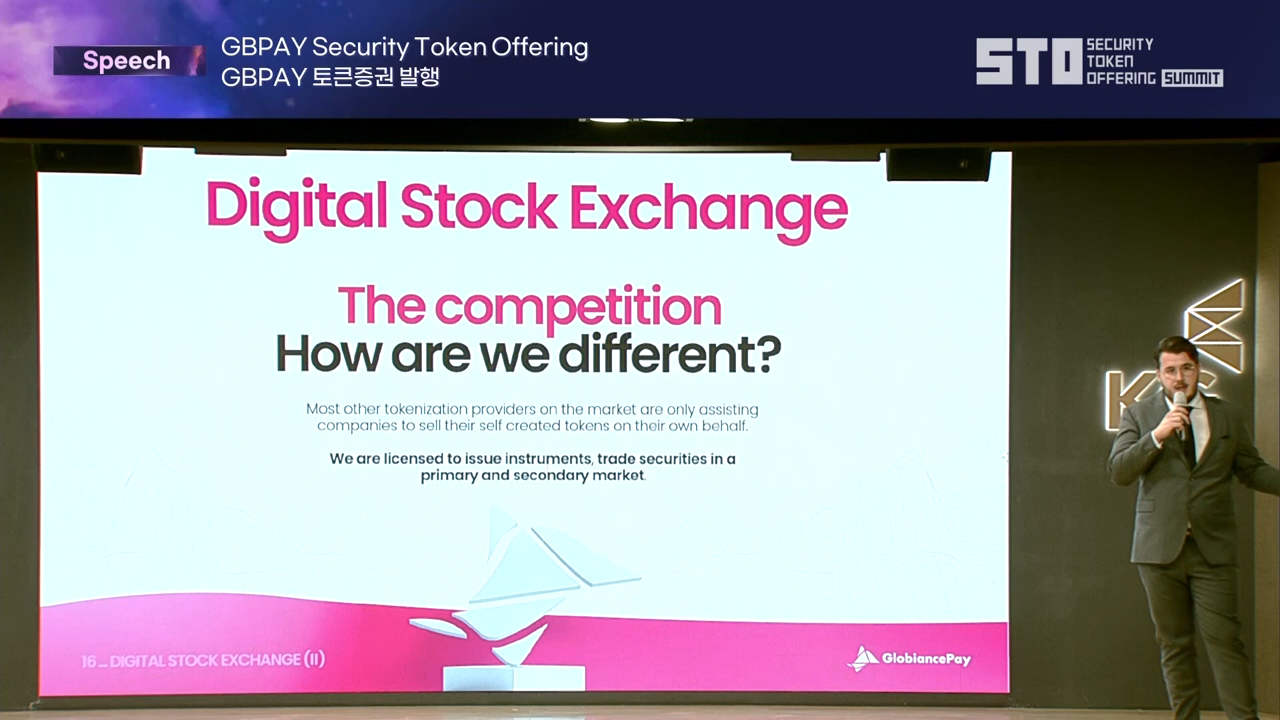 Speech
GBPAY Security Token Offering
GBPAY 토큰증권 발행
STO
SECURITY
TOKEN
OFFERING SUMMIT
Digital Stock Exchange
The competition
How are we different?
Most other tokenization providers on the market are only assisting
companies to sell their self created tokens on their own behalf.
We are licensed to issue instruments, trade securities in a
primary and secondary market.
16_DIGITAL STOCK EXCHANGE (II)
GlobiancePay